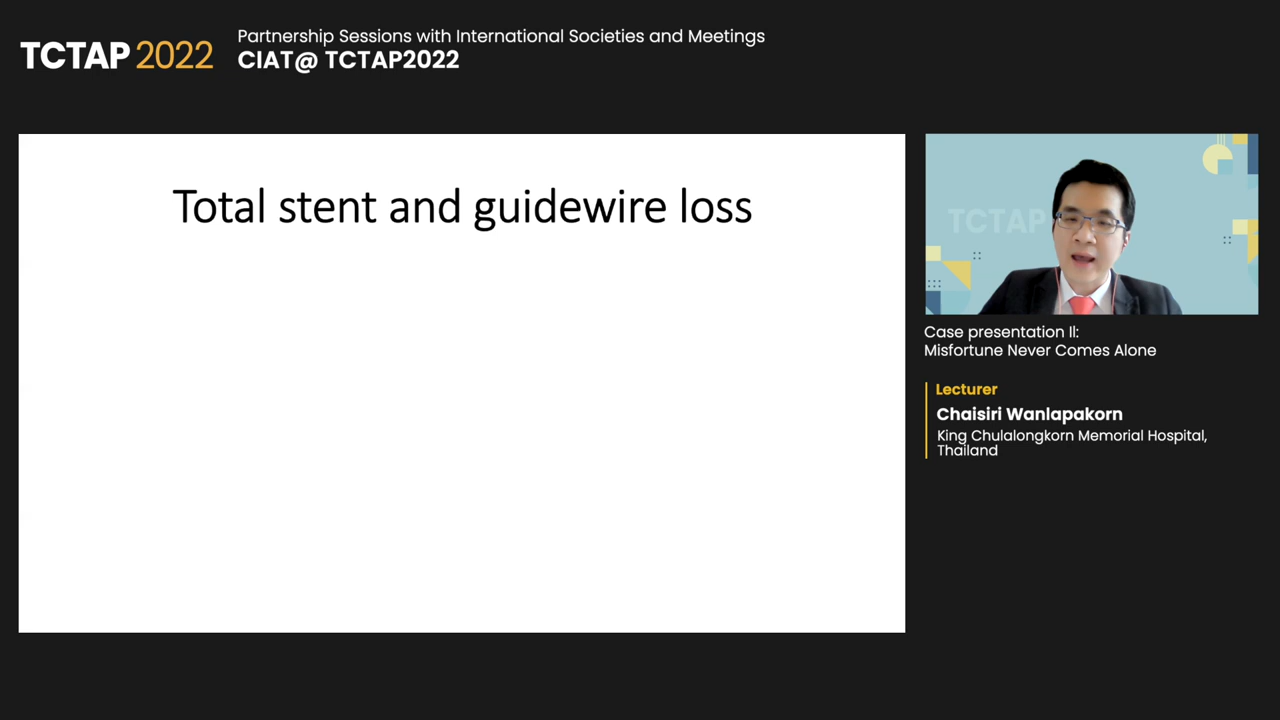 TCTAP 2022
Partnership Sessions with International Societies and Meetings
CIAT@ TCTAP2022
Total stent and guidewire loss
TCTAP
Case presentation II:
Misfortune Never Comes Alone
Lecturer
Chaisiri Wanlapakorn
King Chulalongkorn Memorial Hospital,
Thailand